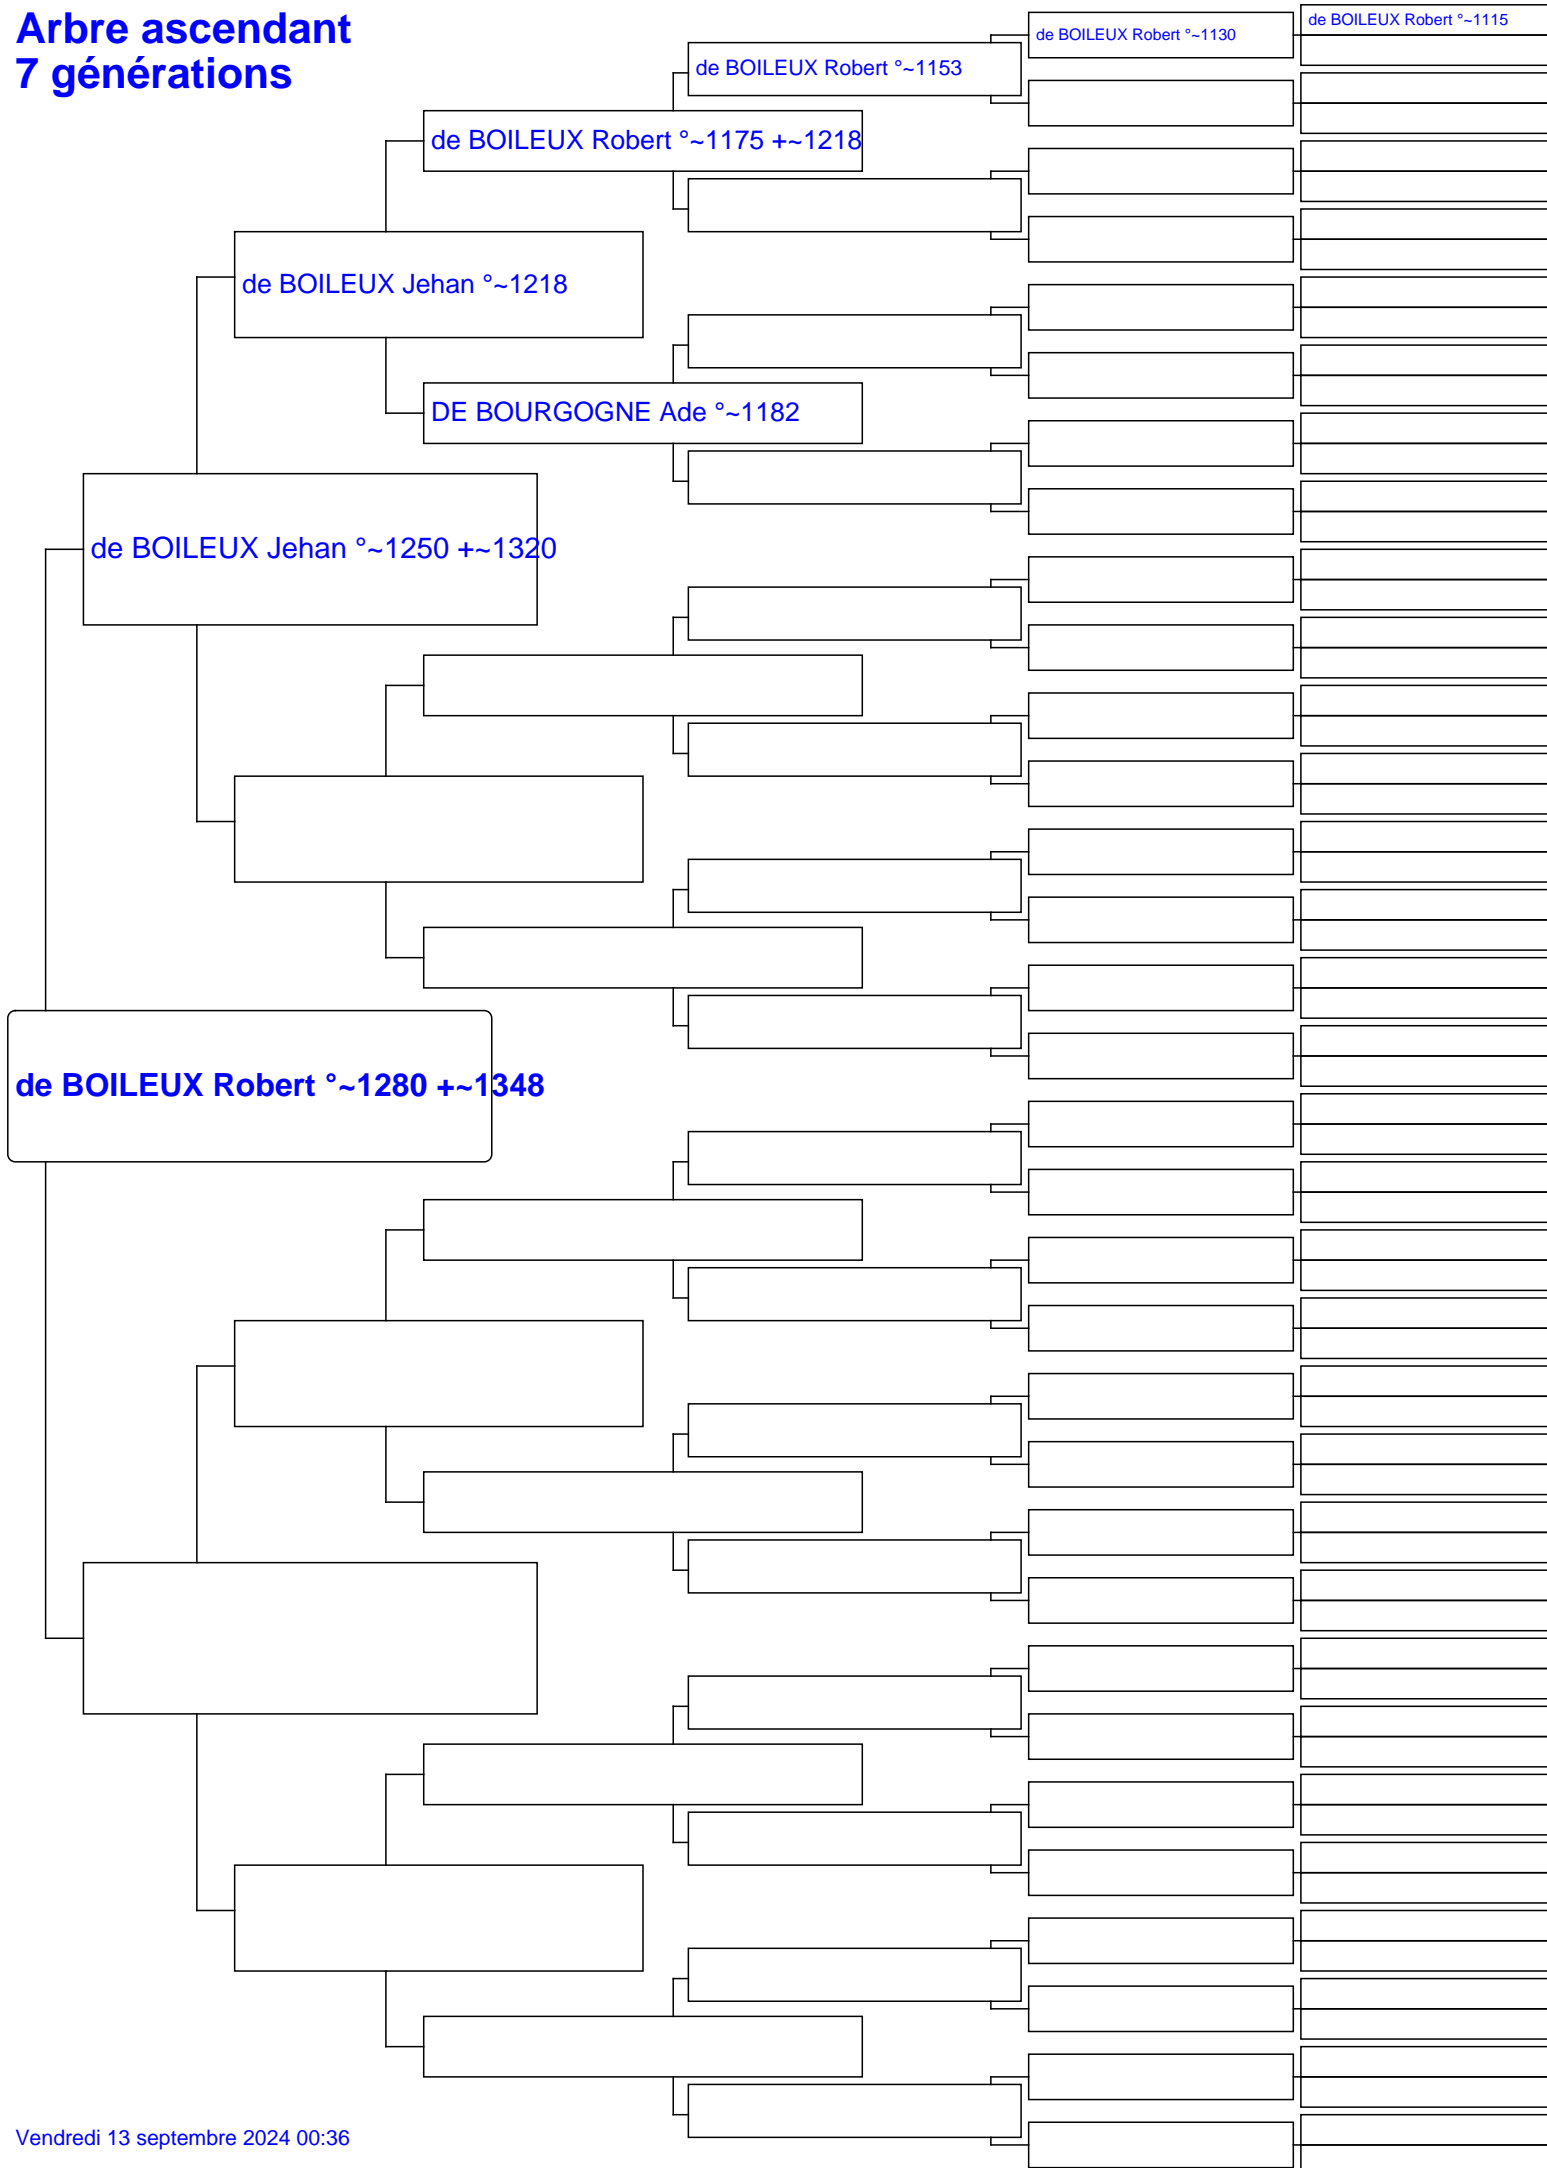 Arbre ascendant
7 générations
de BOILEUX Robert °~1115
de BOILEUX Robert °~1130
de BOILEUX Robert °~1153
de BOILEUX Robert °~1175 +~1218
de BOILEUX Jehan °~1218
DE BOURGOGNE Ade °~1182
de BOILEUX Jehan °~1250 +~1320
de BOILEUX Robert °~1280 +~1348
Vendredi 13 septembre 2024 00:36